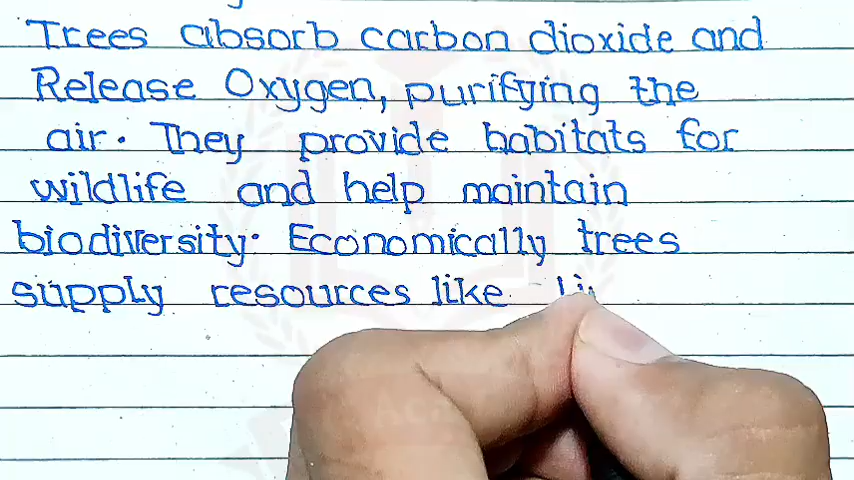 Trees absorb carbon dioxide and
Release Oxygen, purifying the
air. They provide habitats for
wildlife and help maintain
biodiversity. Economically trees
supply resources like